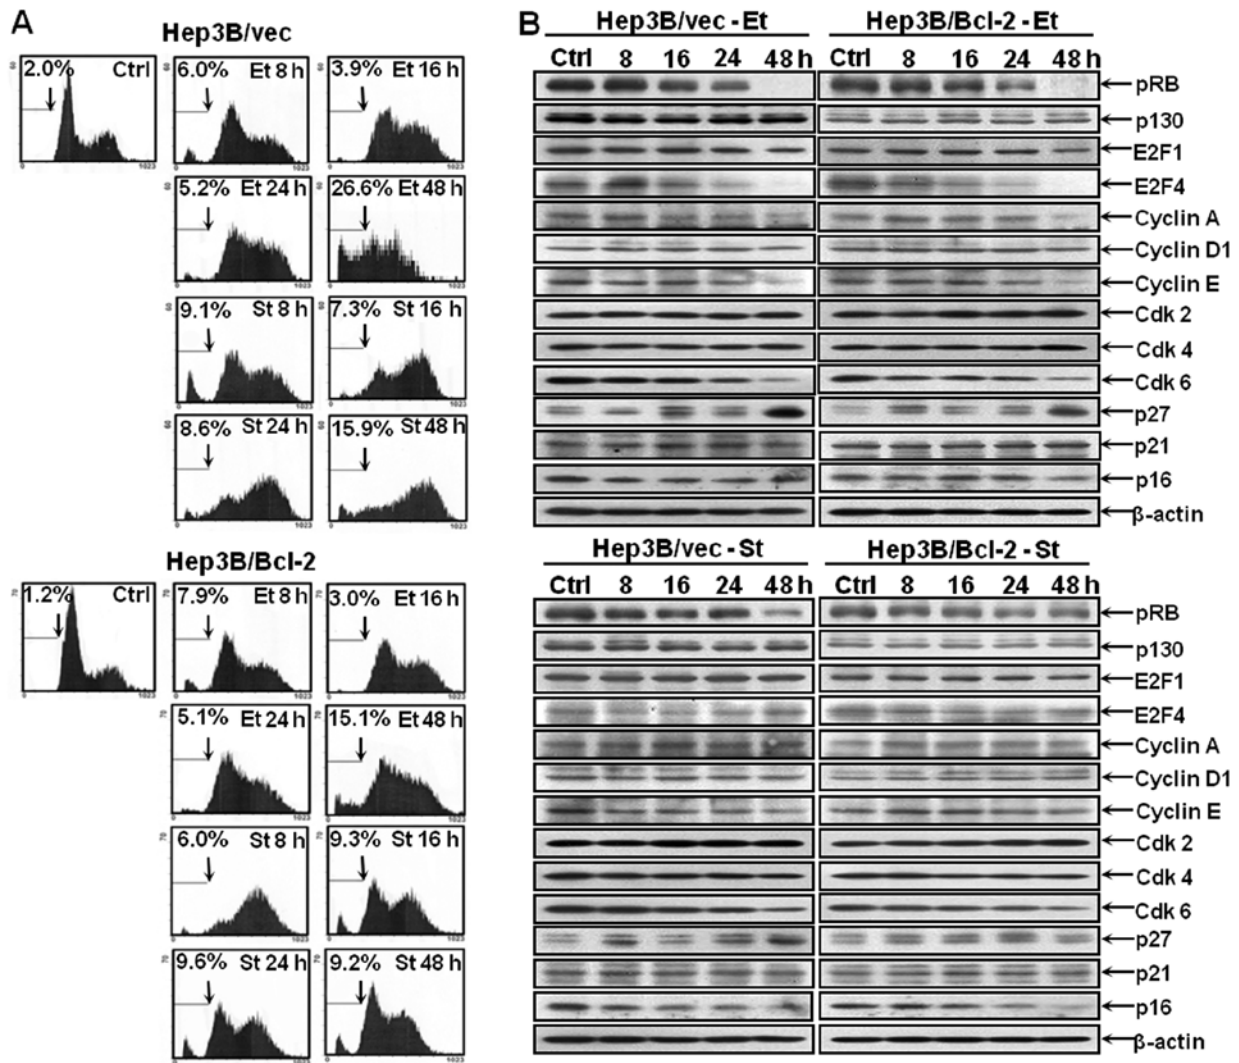 A
Hep3B/vec
2.0% Ctrl
6.0% Et 8 h
3.9% Et 16 h
5.2% Et 24 h
26.6% Et 48 h
9.1% St 8 h
7.3% St 16 h
8.6% St 24 h
15.9% St 48 h
Hep3B/Bcl-2
1.2% Ctrl
7.9% Et 8 h
3.0% Et 16 h
5.1% Et 24 h
15.1% Et 48 h
6.0% St 8 h
9.3% St 16 h
9.6% St 24 h
9.2% St 48 h
B
Hep3B/vec - Et
Hep3B/Bcl-2 - Et
Ctrl 8 16 24 48 h
Ctrl 8 16 24 48 h
pRB
p130
E2F1
E2F4
Cyclin A
Cyclin D1
Cyclin E
Cdk 2
Cdk 4
Cdk 6
p27
p21
p16
β-actin
Hep3B/vec - St
Hep3B/Bcl-2 - St
Ctrl 8 16 24 48 h
Ctrl 8 16 24 48 h
pRB
p130
E2F1
E2F4
Cyclin A
Cyclin D1
Cyclin E
Cdk 2
Cdk 4
Cdk 6
p27
p21
p16
β-actin